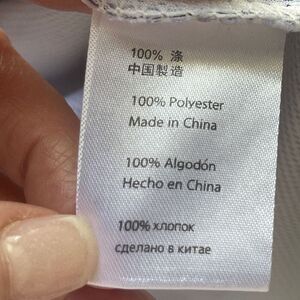 100% 涤
中国製造
100% Polyester
Made in China
100% Algodón
Hecho en China
100% хлопок
сделано в китае